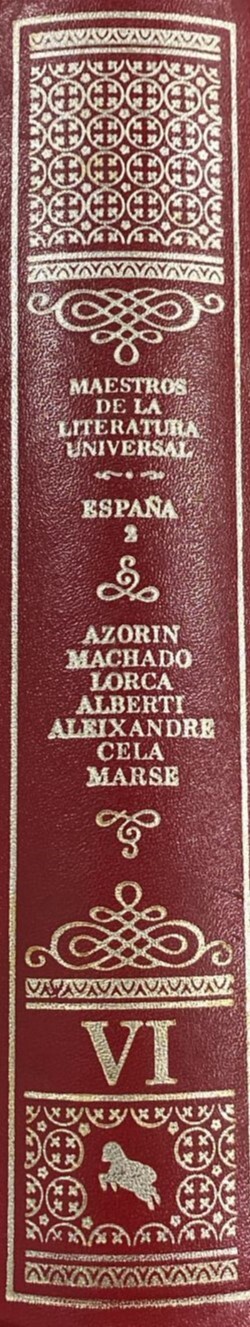 MAESTROS
DE LA
LITERATURA
UNIVERSAL
ESPAÑA
2
AZORIN
MACHADO
LORCA
ALBERTI
ALEIXANDRE
CELA
MARSE
VI